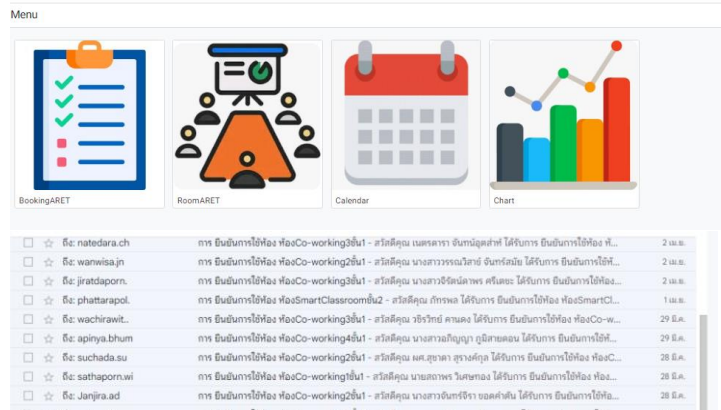 Menu
BookingARET
RoomARET
Calendar
Chart
ถึง: natedara.ch การ ยืนยันการใช้ห้อง ห้องCo-working3ชั้น1 - สวัสดีคุณ เนตรดารา จันทน์อุตส่าห์ ได้รับการ ยืนยันการใช้ห้อง ห้... 2 เม.ย.
ถึง: wanwisa.jn การ ยืนยันการใช้ห้อง ห้องCo-working2ชั้น1 - สวัสดีคุณ นางสาววรรณวิสาข์ จันทร์สมัย ได้รับการ ยืนยันการใช้ห้... 2 เม.ย.
ถึง: jiratdaporn. การ ยืนยันการใช้ห้อง ห้องCo-working3ชั้น1 - สวัสดีคุณ นางสาวจิรัตน์ดาพร ศรีเตชะ ได้รับการ ยืนยันการใช้ห้อง... 2 เม.ย.
ถึง: phattarapol. การ ยืนยันการใช้ห้อง ห้องSmartClassroomชั้น2 - สวัสดีคุณ ภัทรพล ได้รับการ ยืนยันการใช้ห้อง ห้องSmartCl... 1 เม.ย.
ถึง: wachirawit.. การ ยืนยันการใช้ห้อง ห้องCo-working3ชั้น1 - สวัสดีคุณ วชิรวิทย์ คานดง ได้รับการ ยืนยันการใช้ห้อง ห้องCo-w... 29 มี.ค.
ถึง: apinya.bhum การ ยืนยันการใช้ห้อง ห้องCo-working4ชั้น1 - สวัสดีคุณ นางสาวอภิญญา ภูมิสายดอน ได้รับการ ยืนยันการใช้ห้... 29 มี.ค.
ถึง: suchada.su การ ยืนยันการใช้ห้อง ห้องCo-working2ชั้น1 - สวัสดีคุณ ผศ.สุชาดา สุรางค์กุล ได้รับการ ยืนยันการใช้ห้อง ห้องC... 28 มี.ค.
ถึง: sathaporn.wi การ ยืนยันการใช้ห้อง ห้องCo-working1ชั้น1 - สวัสดีคุณ นายสถาพร วิเศษทอง ได้รับการ ยืนยันการใช้ห้อง ห้อง... 28 มี.ค.
ถึง: Janjira.ad การ ยืนยันการใช้ห้อง ห้องCo-working2ชั้น1 - สวัสดีคุณ นางสาวจันทร์จิรา ยอดคำตัน ได้รับการ ยืนยันการใช้ห้อ... 28 มี.ค.